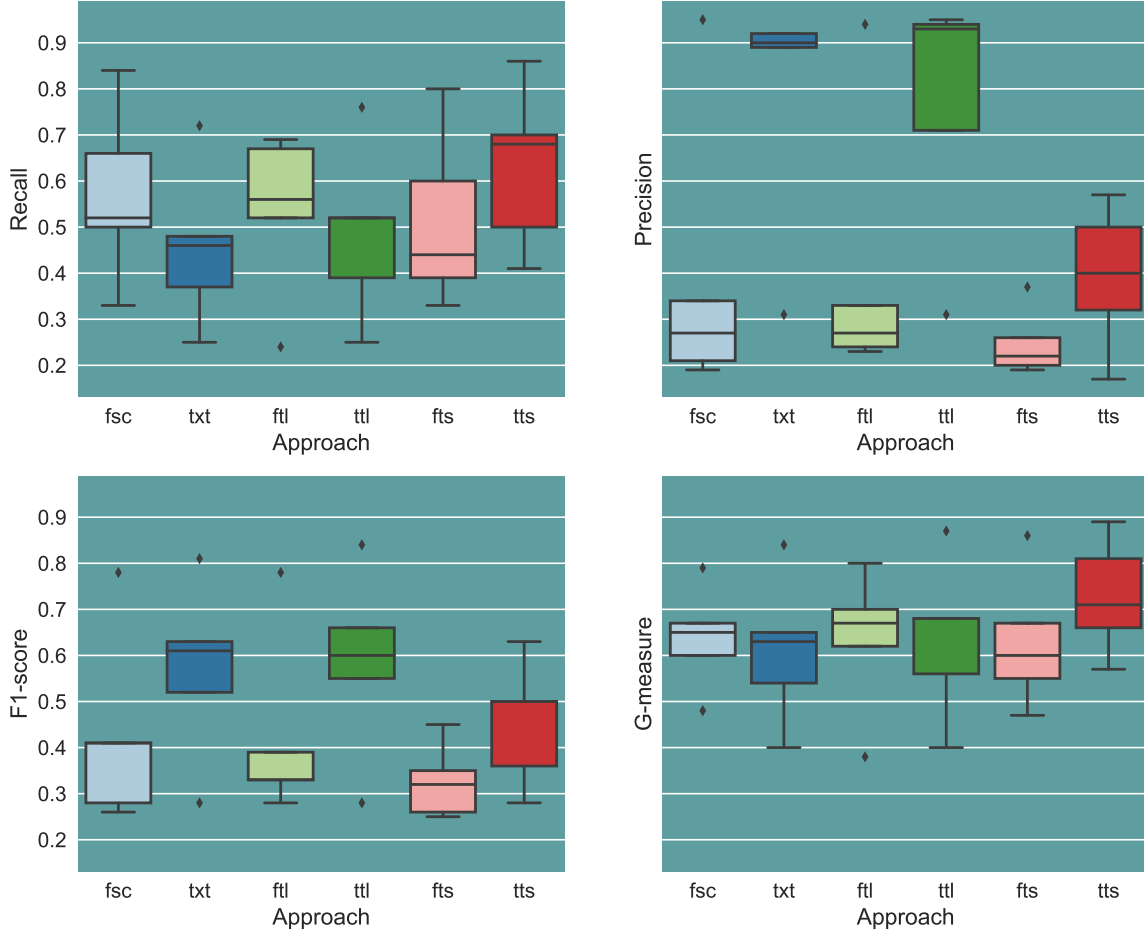 Recall
0.9
0.8
0.7
0.6
0.5
0.4
0.3
0.2
fsc txt ftl ttl fts tts
Approach
Precision
fsc txt ftl ttl fts tts
Approach
F1-score
0.9
0.8
0.7
0.6
0.5
0.4
0.3
0.2
fsc txt ftl ttl fts tts
Approach
G-measure
fsc txt ftl ttl fts tts
Approach